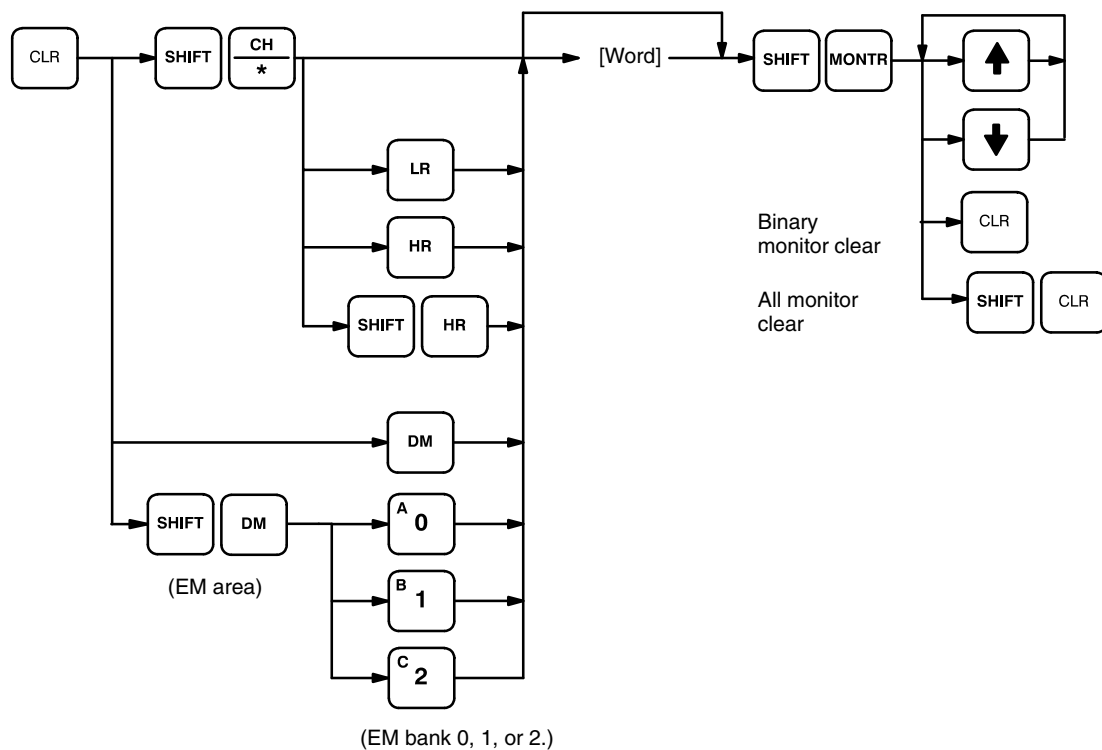 CLR SHIFT CH * [Word] SHIFT MONTR
LR
HR
Binary
monitor clear CLR
SHIFT HR
All monitor
clear SHIFT CLR
DM
SHIFT DM A 0
(EM area)
B 1
C 2
(EM bank 0, 1, or 2.)